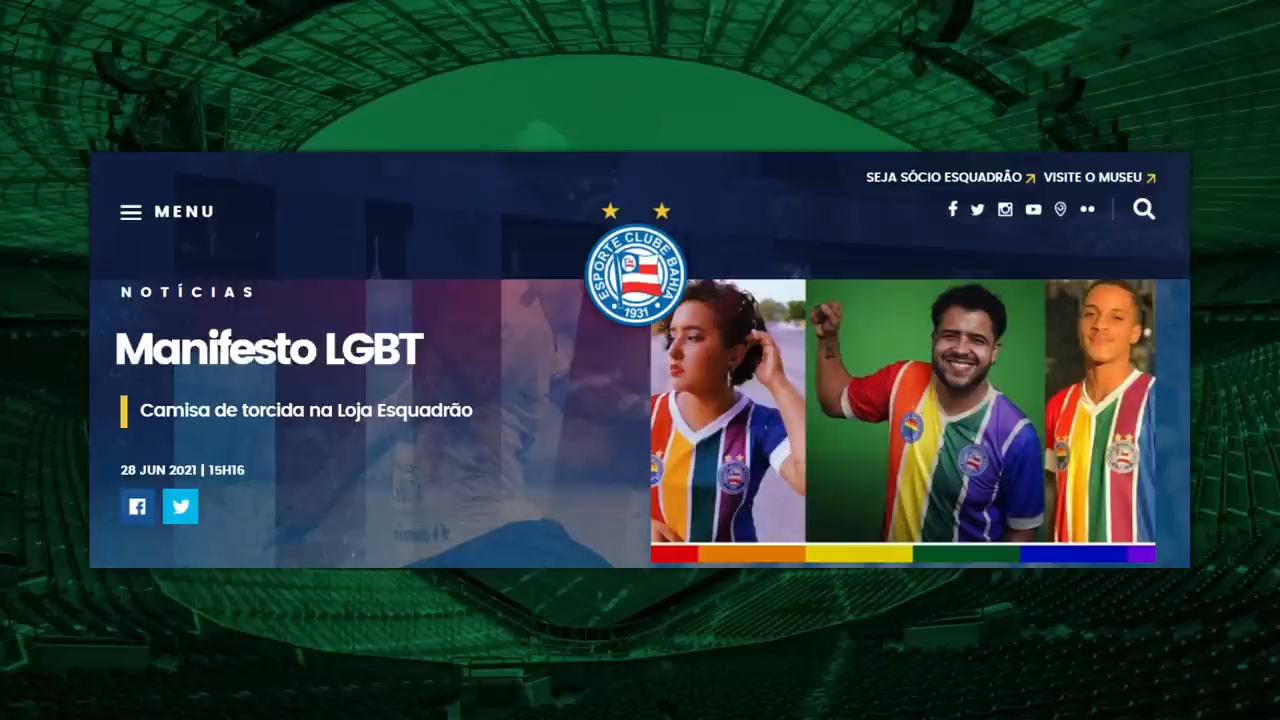 SEJA SÓCIO ESQUADRÃO VISITE O MUSEU
MENU
ESPORTE CLUBE BAHIA
1931
NOTÍCIAS
Manifesto LGBT
Camisa de torcida na Loja Esquadrão
28 JUN 2021 | 15H16